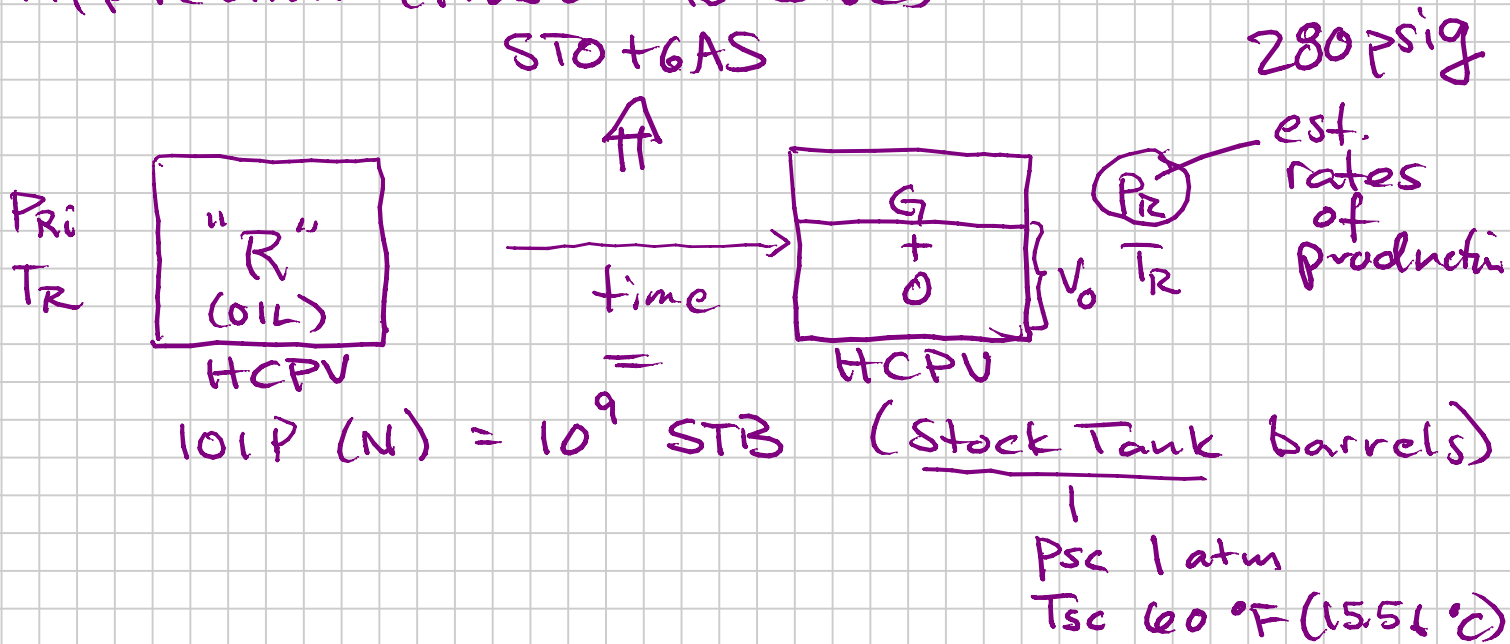 STO + GAS
280 psig
est.
rates
of
PRi
TR
"R"
(OIL)
HCPV
time
G
+
O
HCPV
Vo
PR
TR
IOIP (N) = 10⁹ STB (Stock Tank barrels)
Psc 1 atm
Tsc 60 °F (15.56 °C)